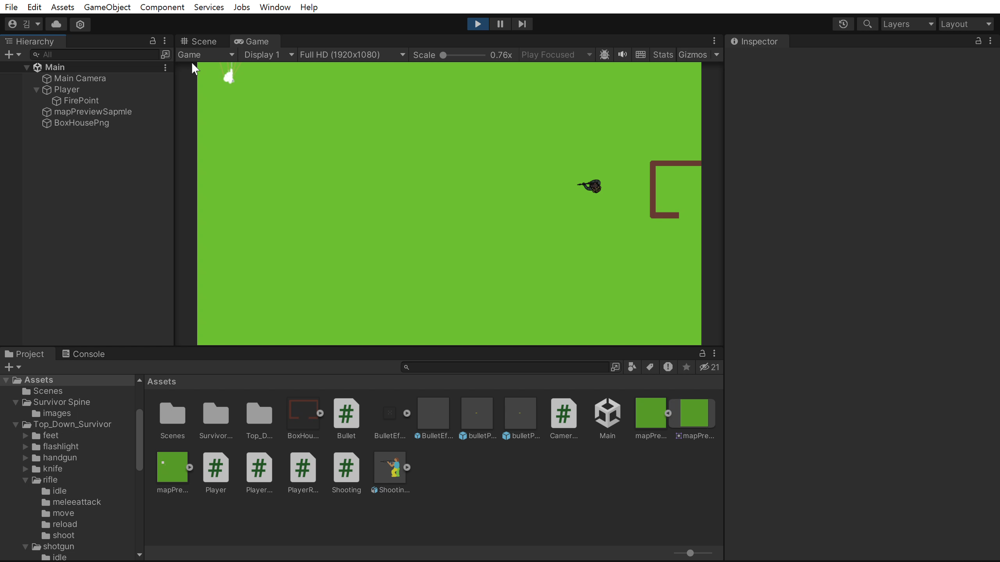 File Edit Assets GameObject Component Services Jobs Window Help
김 Layers Layout
Hierarchy
Scene Game
Inspector
All
Game Display 1 Full HD (1920x1080) Scale 0.76x Play Focused Stats Gizmos
Main
Main Camera
Player
FirePoint
mapPreviewSapmle
BoxHousePng
Project Console
21
Assets
Scenes
Survivor Spine
images
Top_Down_Survivor
feet
flashlight
handgun
knife
rifle
idle
meleeattack
move
reload
shoot
shotgun
idle
Assets
Scenes Survivor... Top_D... BoxHou... Bullet BulletEf... BulletEf... bulletP... bulletP... Camer... Main mapPre... mapPre...
mapPre... Player Player... PlayerR... Shooting Shootin...